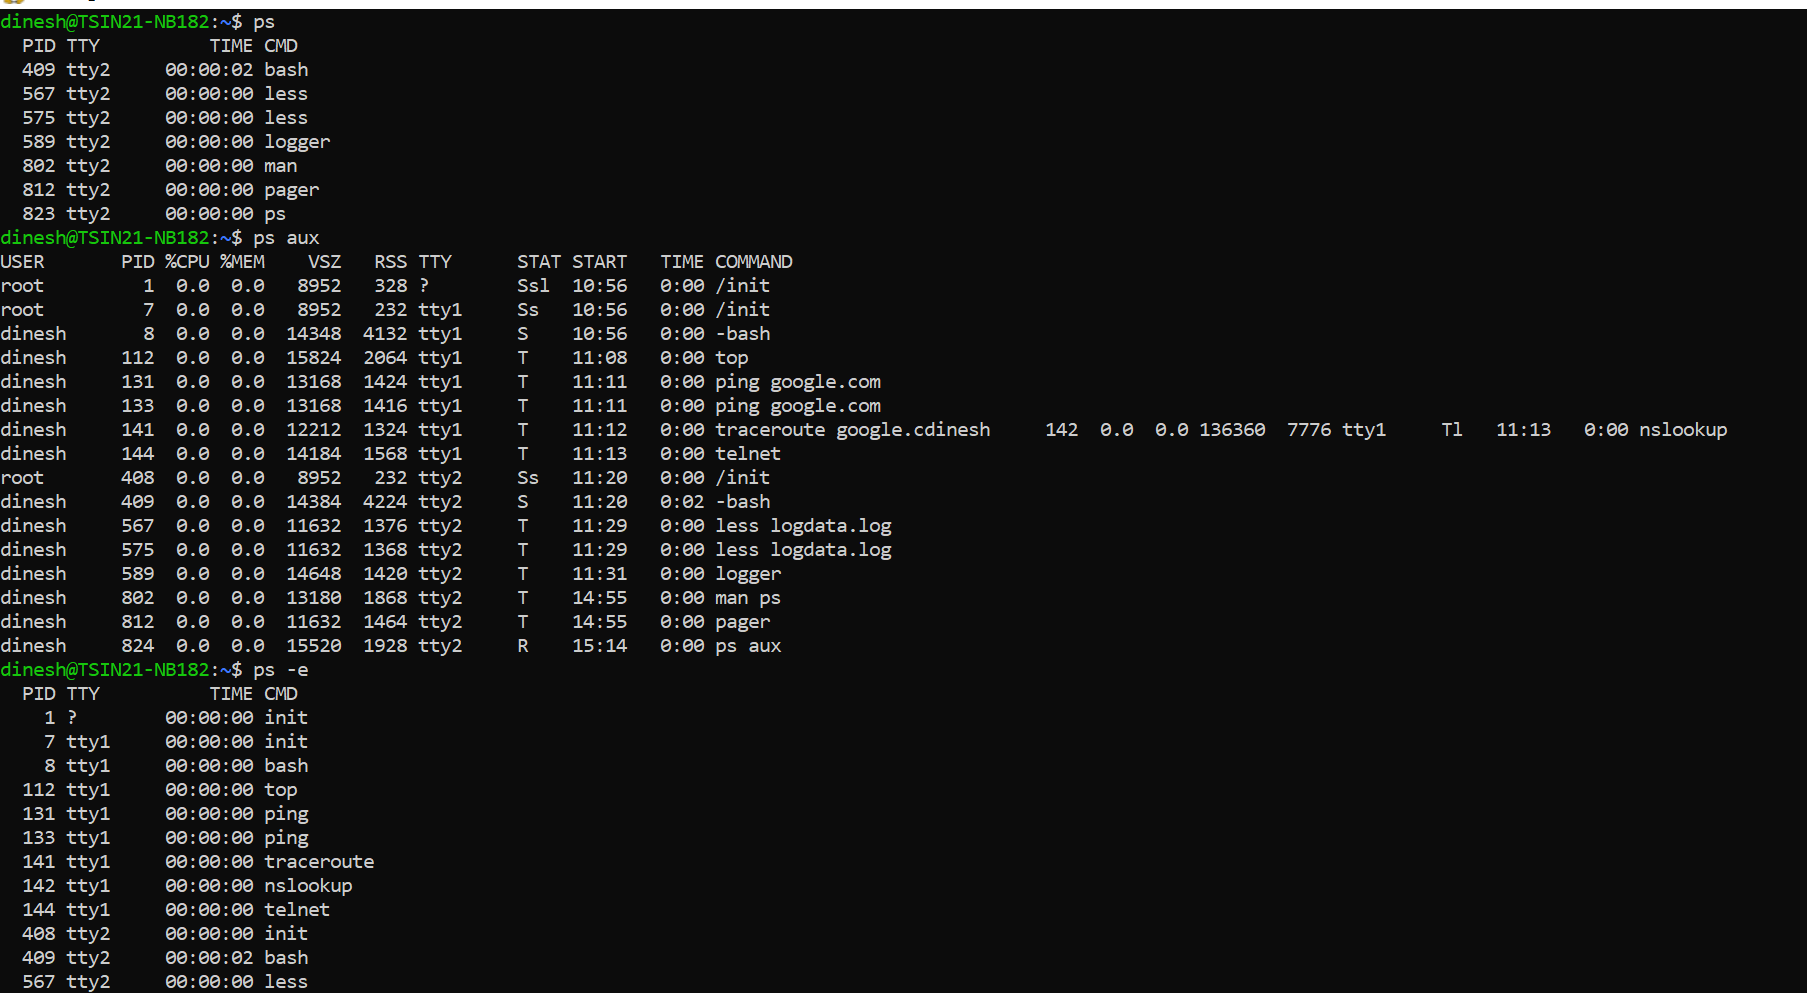 dinesh@TSIN21-NB182:~$ ps
  PID TTY          TIME CMD
  409 tty2     00:00:02 bash
  567 tty2     00:00:00 less
  575 tty2     00:00:00 less
  589 tty2     00:00:00 logger
  802 tty2     00:00:00 man
  812 tty2     00:00:00 pager
  823 tty2     00:00:00 ps
dinesh@TSIN21-NB182:~$ ps aux
USER       PID %CPU %MEM    VSZ   RSS TTY      STAT START   TIME COMMAND
root         1  0.0  0.0   8952   328 ?        Ssl  10:56   0:00 /init
root         7  0.0  0.0   8952   232 tty1     Ss   10:56   0:00 /init
dinesh       8  0.0  0.0  14348  4132 tty1     S    10:56   0:00 -bash
dinesh     112  0.0  0.0  15824  2064 tty1     T    11:08   0:00 top
dinesh     131  0.0  0.0  13168  1424 tty1     T    11:11   0:00 ping google.com
dinesh     133  0.0  0.0  13168  1416 tty1     T    11:11   0:00 ping google.com
dinesh     141  0.0  0.0  12212  1324 tty1     T    11:12   0:00 traceroute google.cdinesh     142  0.0  0.0 136360  7776 tty1     Tl   11:13   0:00 nslookup
dinesh     144  0.0  0.0  14184  1568 tty1     T    11:13   0:00 telnet
root       408  0.0  0.0   8952   232 tty2     Ss   11:20   0:00 /init
dinesh     409  0.0  0.0  14384  4224 tty2     S    11:20   0:02 -bash
dinesh     567  0.0  0.0  11632  1376 tty2     T    11:29   0:00 less logdata.log
dinesh     575  0.0  0.0  11632  1368 tty2     T    11:29   0:00 less logdata.log
dinesh     589  0.0  0.0  14648  1420 tty2     T    11:31   0:00 logger
dinesh     802  0.0  0.0  13180  1868 tty2     T    14:55   0:00 man ps
dinesh     812  0.0  0.0  11632  1464 tty2     T    14:55   0:00 pager
dinesh     824  0.0  0.0  15520  1928 tty2     R    15:14   0:00 ps aux
dinesh@TSIN21-NB182:~$ ps -e
  PID TTY          TIME CMD
    1 ?        00:00:00 init
    7 tty1     00:00:00 init
    8 tty1     00:00:00 bash
  112 tty1     00:00:00 top
  131 tty1     00:00:00 ping
  133 tty1     00:00:00 ping
  141 tty1     00:00:00 traceroute
  142 tty1     00:00:00 nslookup
  144 tty1     00:00:00 telnet
  408 tty2     00:00:00 init
  409 tty2     00:00:02 bash
  567 tty2     00:00:00 less